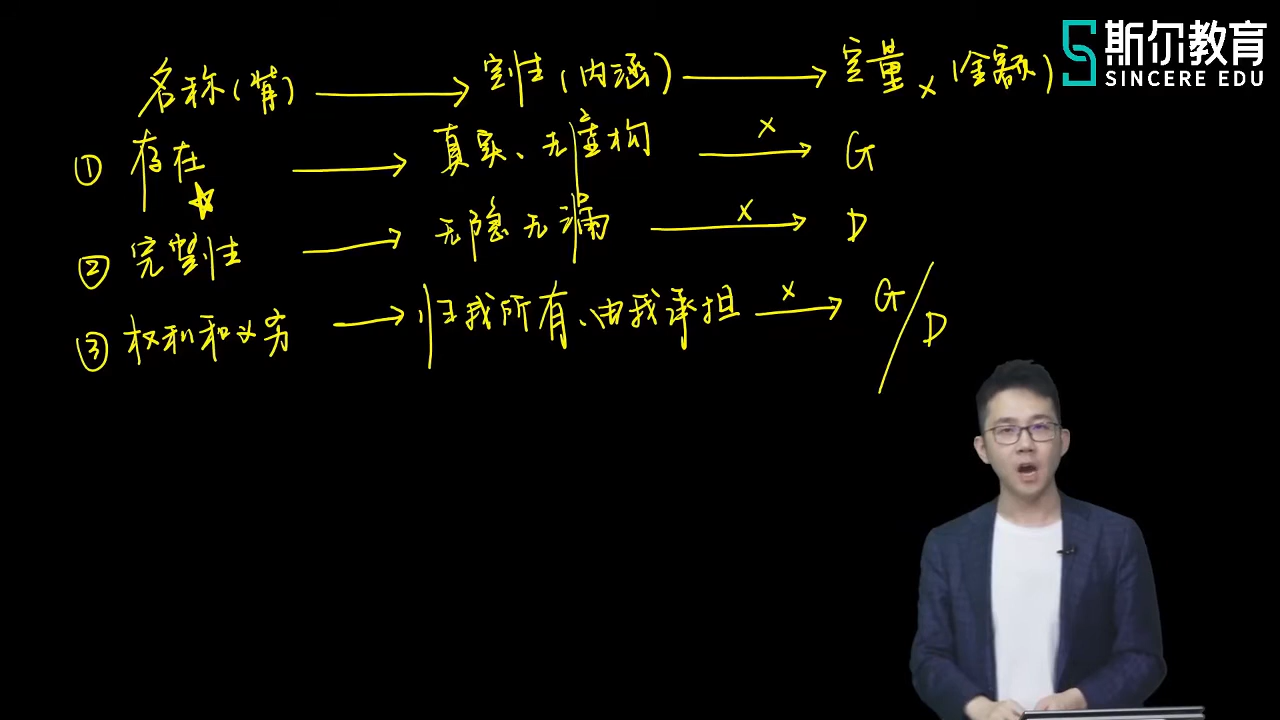 斯尔教育
SINCERE EDU
名称(背) → 定性(内涵) → 定量 x (金额)
① 存在 → 真实、无虚构 x → G
② 完整性 → 无隐无漏 x → D
③ 权利和义务 → 归我所有、由我承担 x → G/D